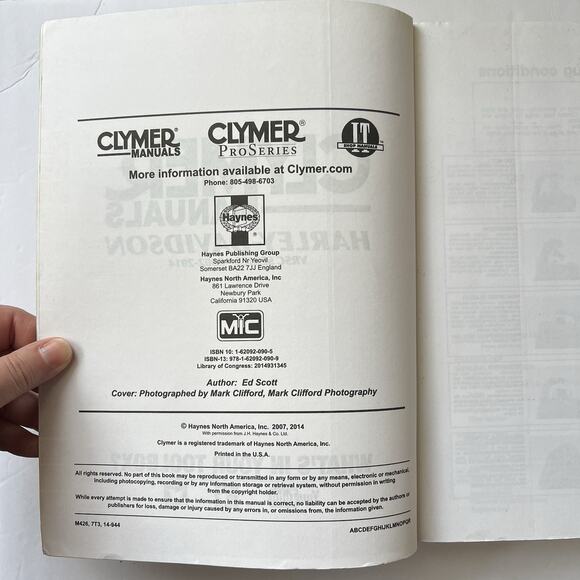 CLYMER®
MANUALS
CLYMER®
PROSERIES
I&T
SHOP MANUALS
More information available at Clymer.com
Phone: 805-498-6703
Haynes
Haynes Publishing Group
Sparkford Nr Yeovil
Somerset BA22 7JJ England
Haynes North America, Inc
861 Lawrence Drive
Newbury Park
California 91320 USA
MIC
ISBN 10: 1-62092-090-5
ISBN-13: 978-1-62092-090-9
Library of Congress: 2014931345
Author: Ed Scott
Cover: Photographed by Mark Clifford, Mark Clifford Photography
© Haynes North America, Inc. 2007, 2014
With permission from J.H. Haynes & Co. Ltd.
Clymer is a registered trademark of Haynes North America, Inc.
Printed in the U.S.A.
All rights reserved. No part of this book may be reproduced or transmitted in any form or by any means, electronic or mechanical,
including photocopying, recording or by any information storage or retrieval system, without permission in writing
from the copyright holder.
While every attempt is made to ensure that the information in this manual is correct, no liability can be accepted by the authors or
publishers for loss, damage or injury caused by any errors in, or omissions from, the information given.
M426, 7T3, 14-944
ABCDEFGHIJKLMNOPQR